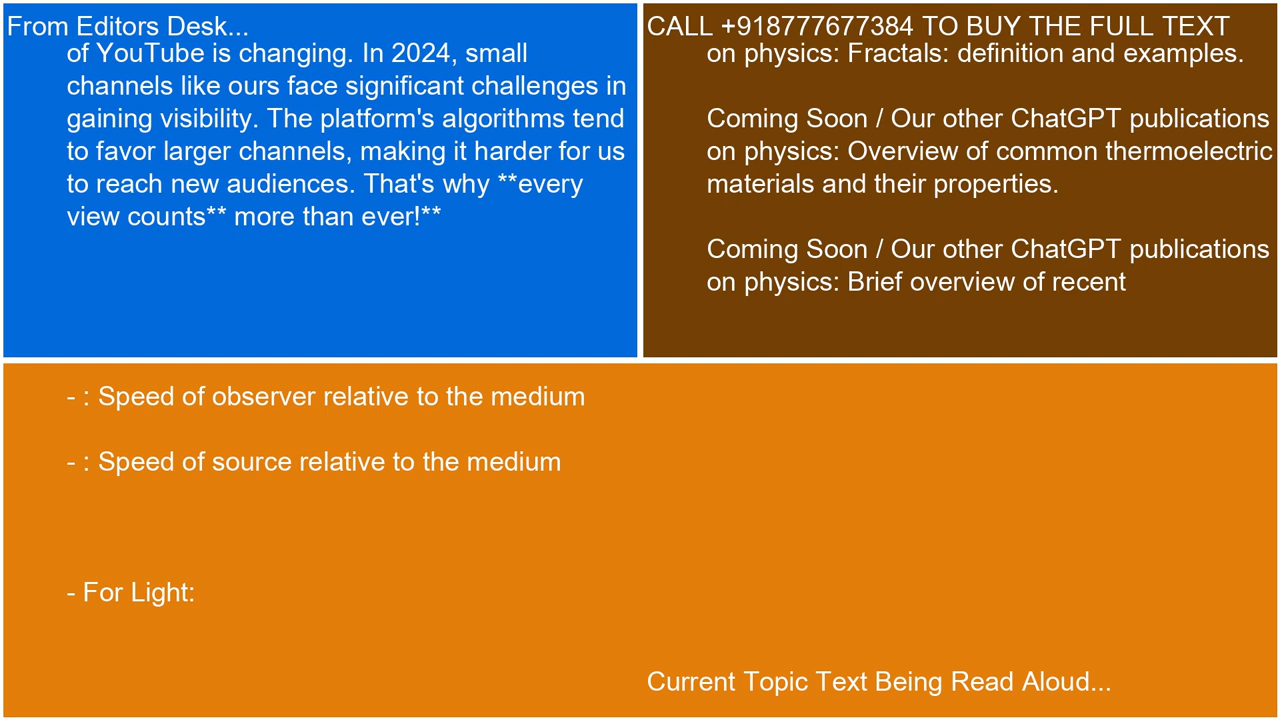 From Editors Desk...
of YouTube is changing. In 2024, small
channels like ours face significant challenges in
gaining visibility. The platform's algorithms tend
to favor larger channels, making it harder for us
to reach new audiences. That's why **every
view counts** more than ever!**
CALL +918777677384 TO BUY THE FULL TEXT
on physics: Fractals: definition and examples.
Coming Soon / Our other ChatGPT publications
on physics: Overview of common thermoelectric
materials and their properties.
Coming Soon / Our other ChatGPT publications
on physics: Brief overview of recent
- : Speed of observer relative to the medium
- : Speed of source relative to the medium
- For Light:
Current Topic Text Being Read Aloud...